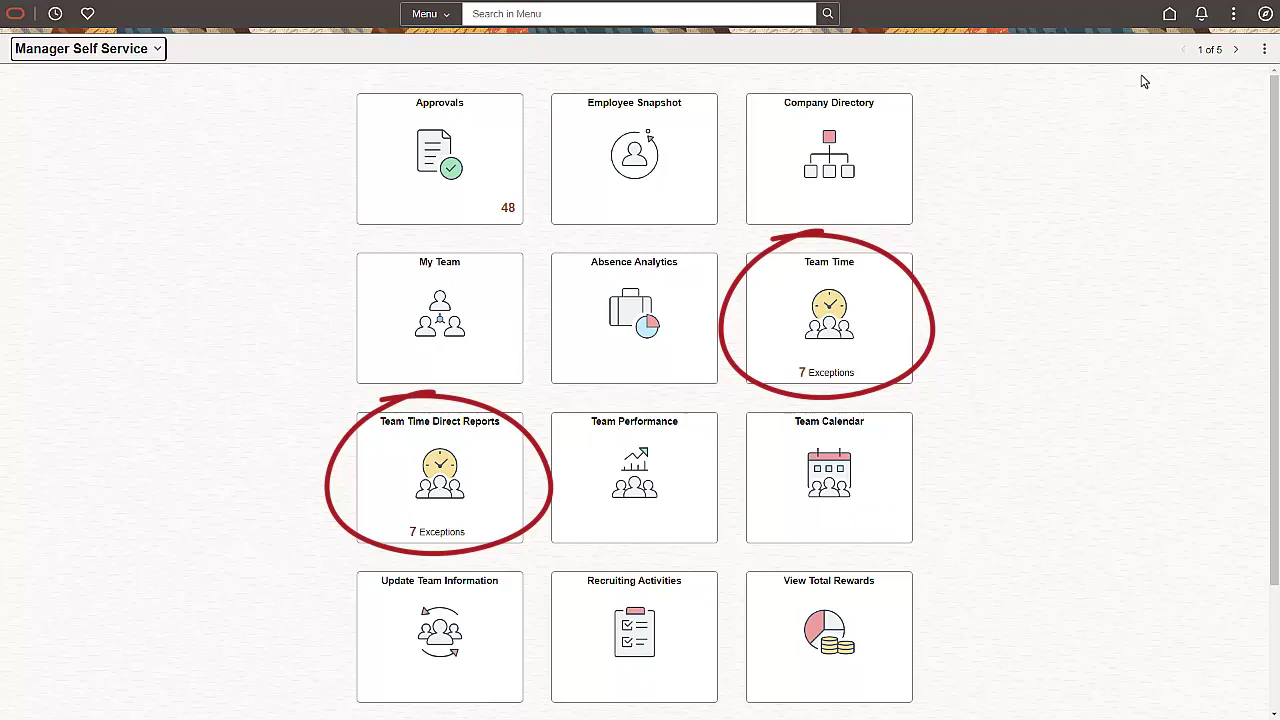 Menu
Search in Menu
Manager Self Service
1 of 5
Approvals
48
Employee Snapshot
Company Directory
My Team
Absence Analytics
Team Time
7 Exceptions
Team Time Direct Reports
7 Exceptions
Team Performance
Team Calendar
Update Team Information
Recruiting Activities
View Total Rewards